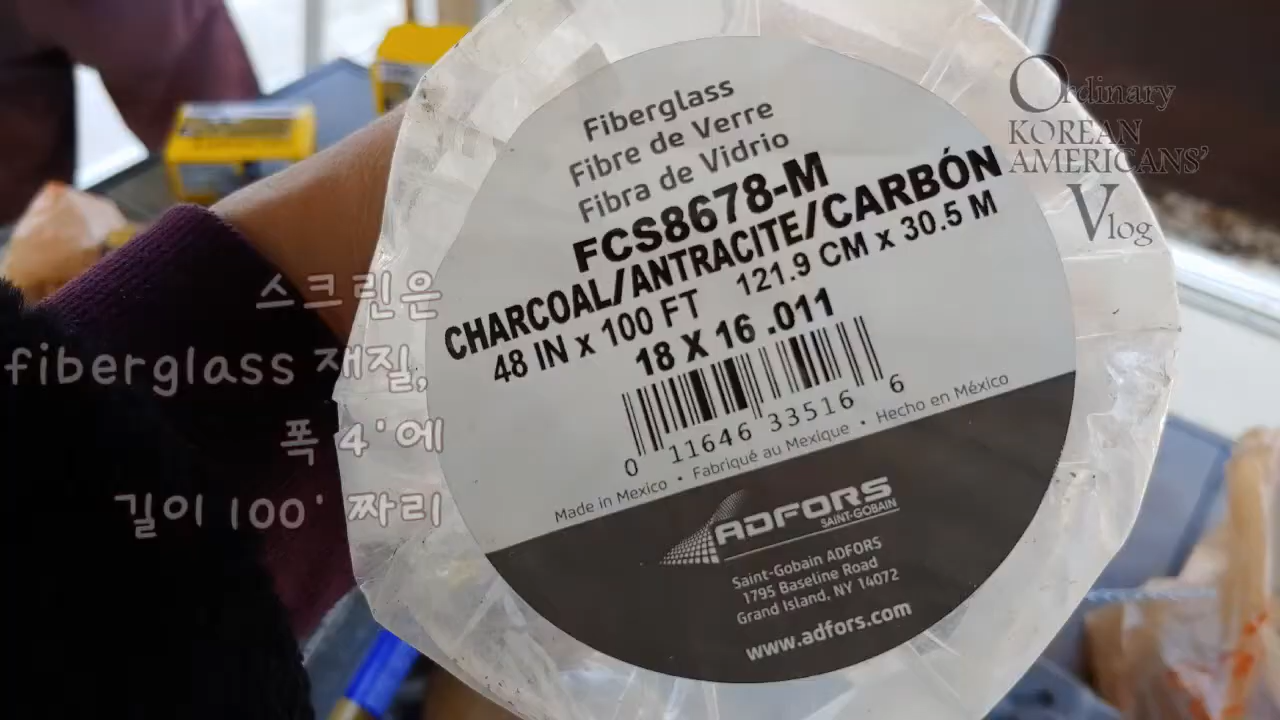 Fiberglass
Fibre de Verre
Fibra de Vidrio
FCS8678-M
CHARCOAL/ANTRACITE/CARBÓN
48 IN x 100 FT 121.9 CM x 30.5 M
18 X 16 .011
0 11646 33516 6
Made in Mexico • Fabriqué au Mexique • Hecho en México
ADFORS
SAINT-GOBAIN
Saint-Gobain ADFORS
1795 Baseline Road
Grand Island, NY 14072
www.adfors.com
스크린은
fiberglass 재질,
폭 4'에
길이 100' 짜리
Ordinary
KOREAN
AMERICANS'
Vlog